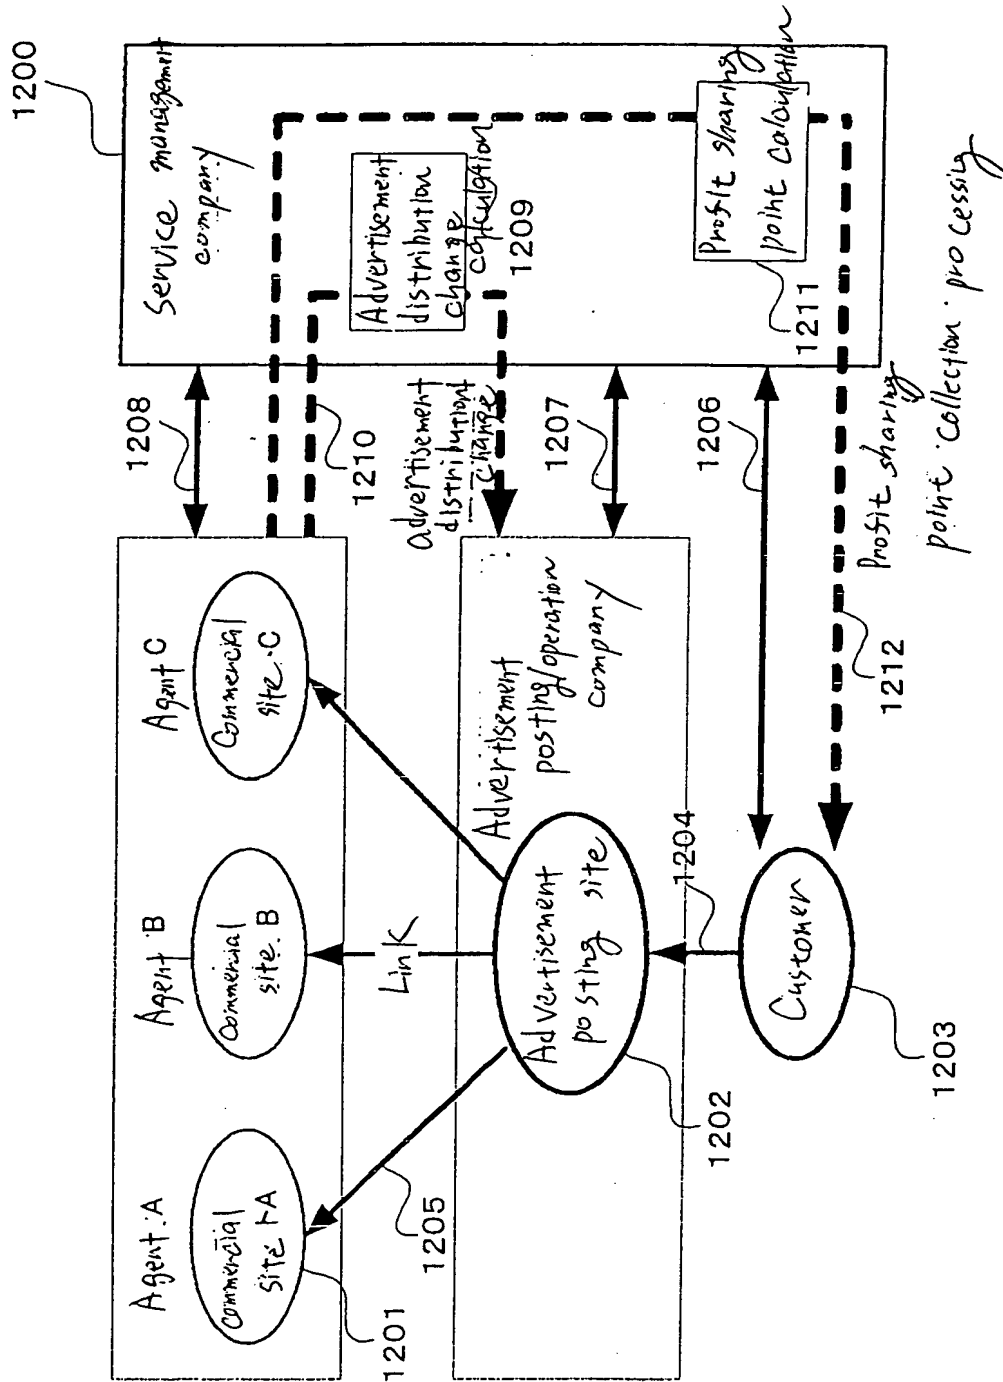 1200
Service management
company
Advertisement
distribution
change
calculation
1209
Profit sharing
point calculation
1211
1208
1210
advertisement
distribution
change
1207
1206
Profit sharing
point collection processing
1212
Agent A
Commercial
site A
1201
Agent B
Commercial
site B
Agent C
Commercial
site C
Link
1205
Advertisement
posting/operation
company
Advertisement
posting site
1202
1204
Customer
1203